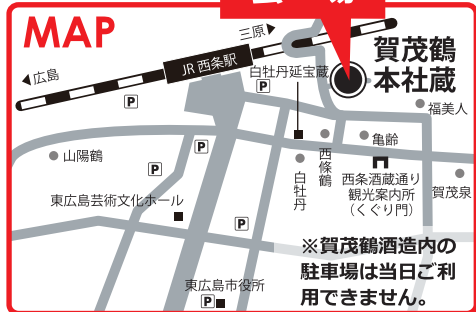 MAP
三原▶
◀広島
JR 西条駅
白牡丹延宝蔵
賀茂鶴
本社蔵
福美人
P
P
山陽鶴
P
P
亀齢
西條鶴
白牡丹
西条酒蔵通り
観光案内所
(くぐり門)
賀茂泉
東広島芸術文化ホール
P
※賀茂鶴酒造内の
駐車場は当日ご利
用できません。
東広島市役所
P